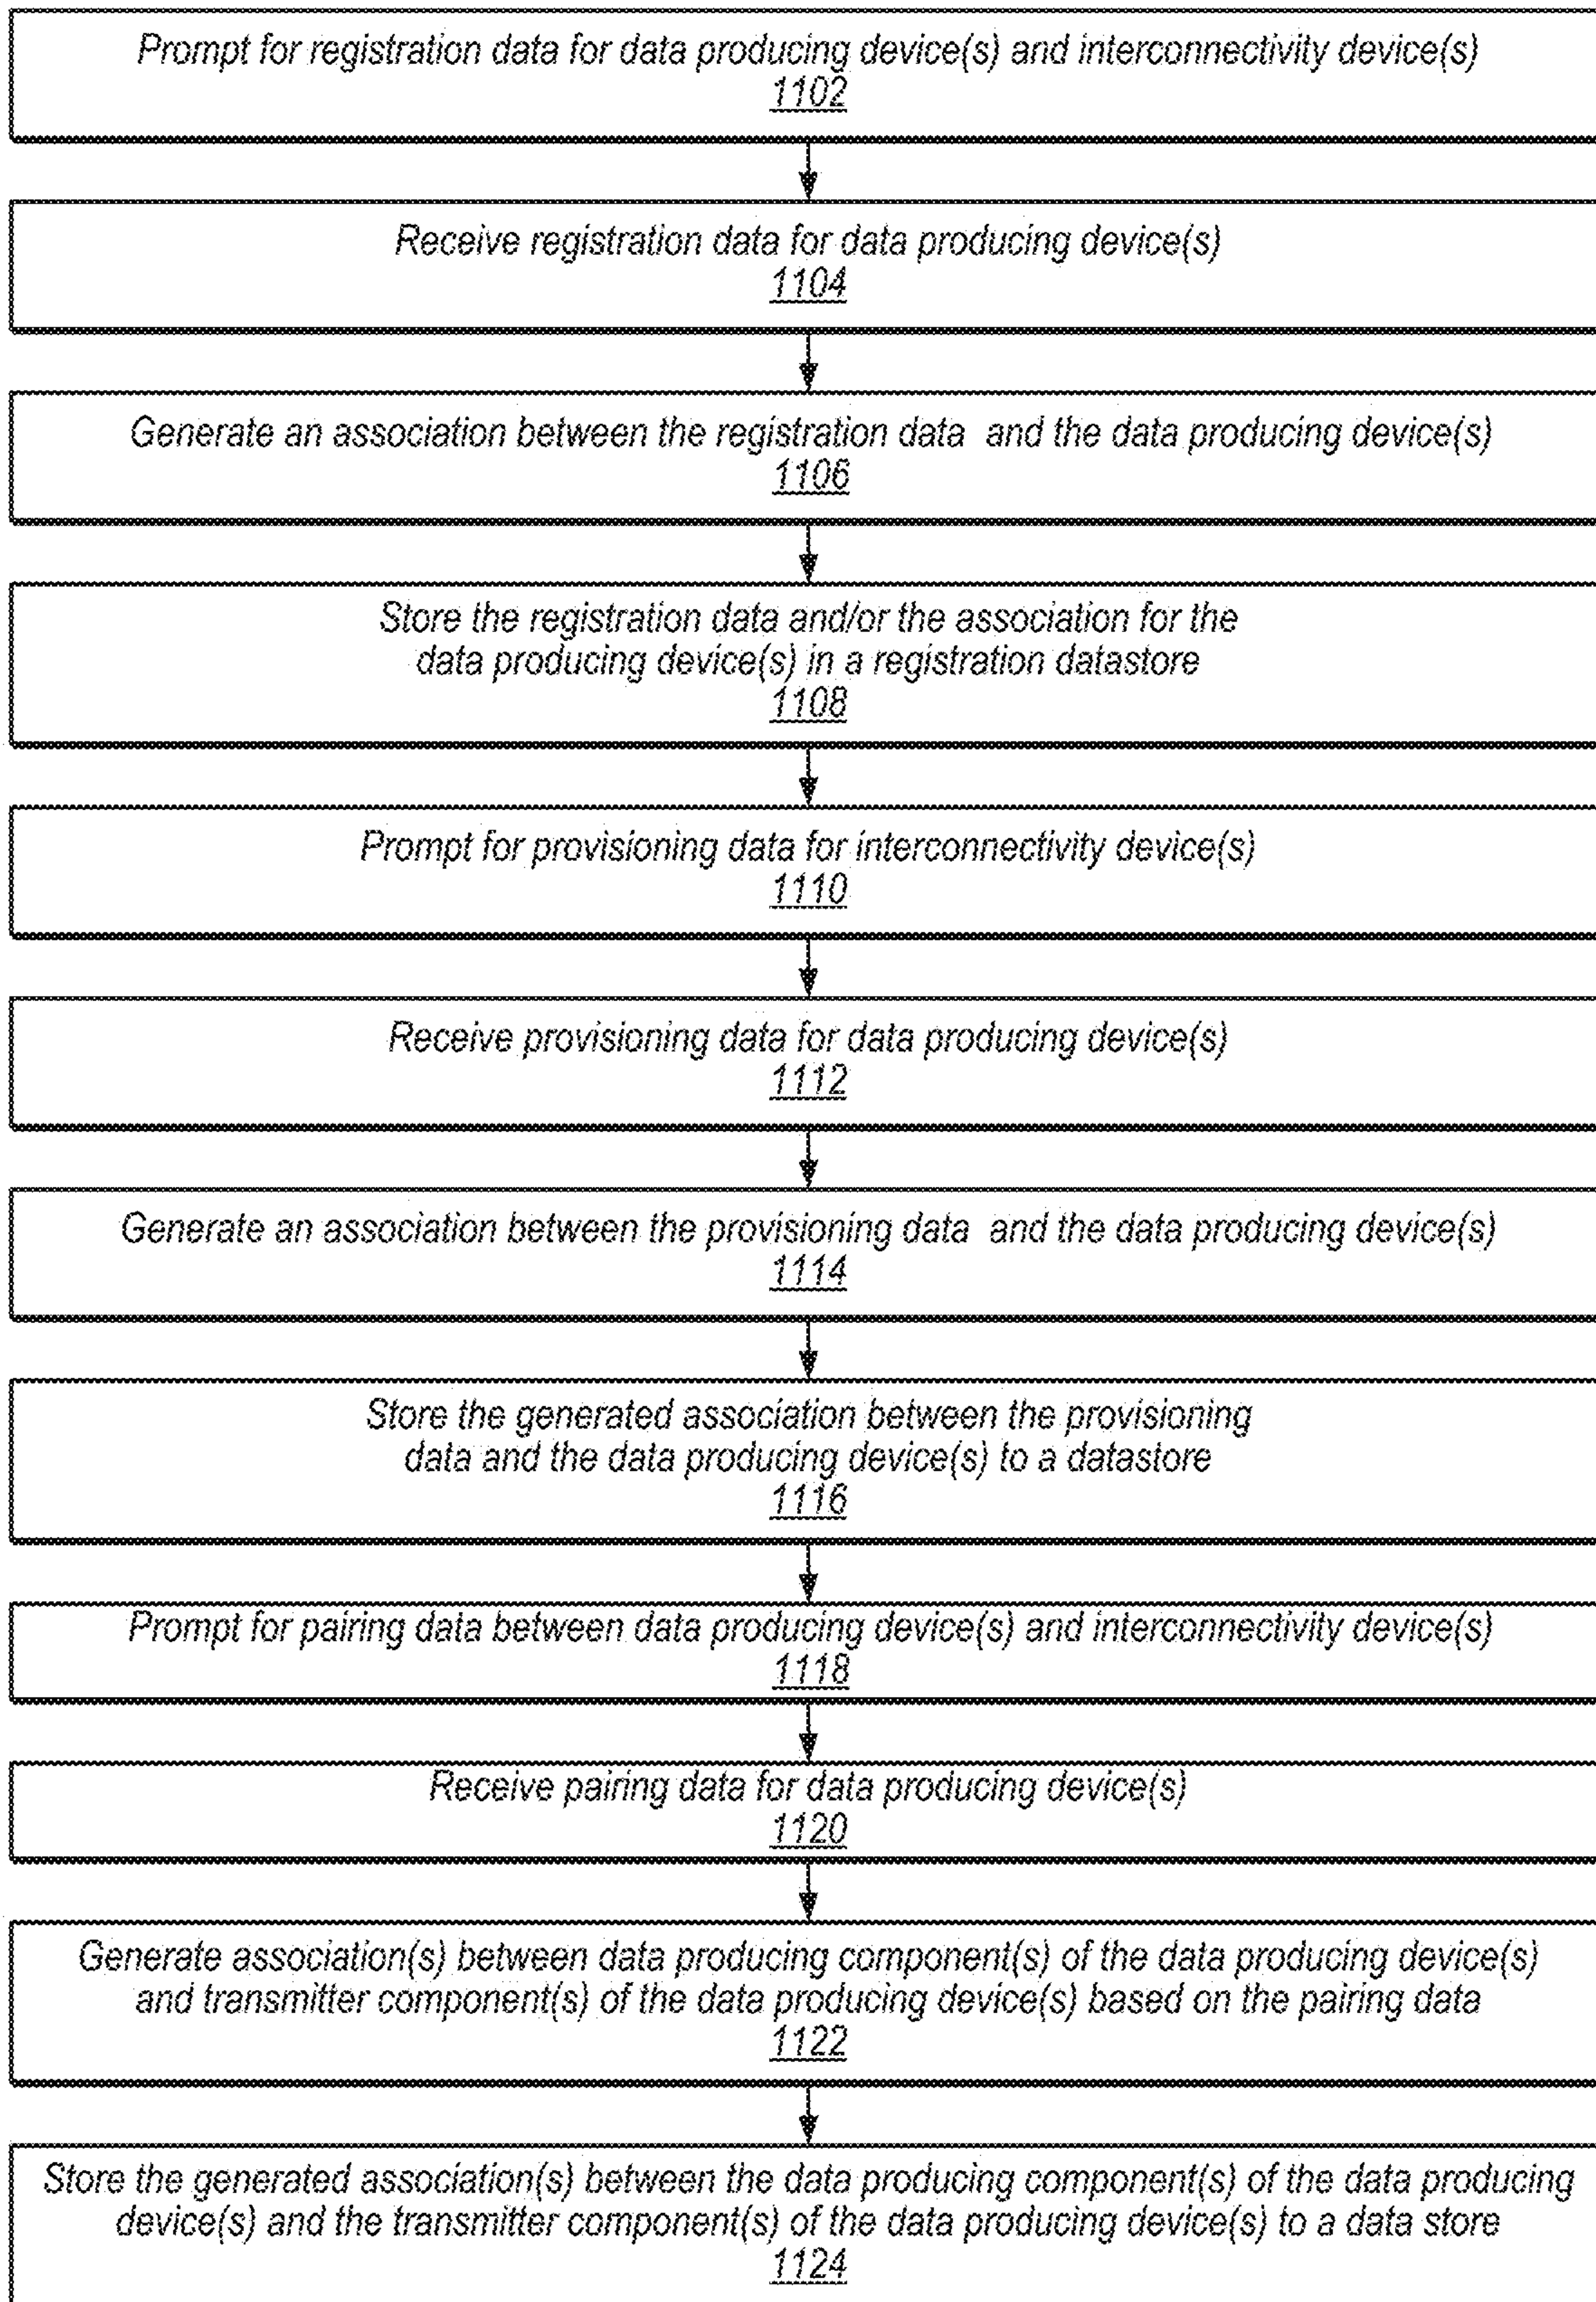 Prompt for registration data for data producing device(s) and interconnectivity device(s)
1102
Receive registration data for data producing device(s)
1104
Generate an association between the registration data and the data producing device(s)
1106
Store the registration data and/or the association for the
data producing device(s) in a registration datastore
1108
Prompt for provisioning data for interconnectivity device(s)
1110
Receive provisioning data for data producing device(s)
1112
Generate an association between the provisioning data and the data producing device(s)
1114
Store the generated association between the provisioning
data and the data producing device(s) to a datastore
1116
Prompt for pairing data between data producing device(s) and interconnectivity device(s)
1118
Receive pairing data for data producing device(s)
1120
Generate association(s) between data producing component(s) of the data producing device(s)
and transmitter component(s) of the data producing device(s) based on the pairing data
1122
Store the generated association(s) between the data producing component(s) of the data producing
device(s) and the transmitter component(s) of the data producing device(s) to a data store
1124